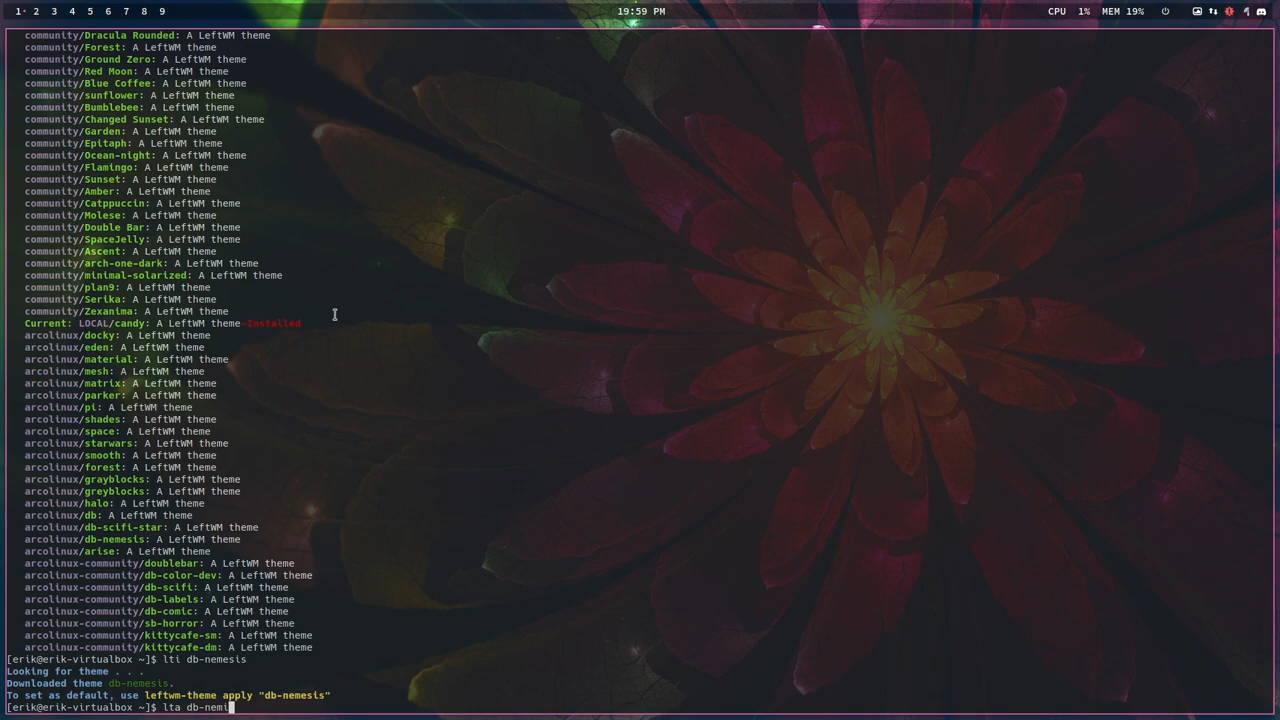 1· 2 3 4 5 6 7 8 9 19:59 PM CPU 1% MEM 19%
community/Dracula Rounded: A LeftWM theme
community/Forest: A LeftWM theme
community/Ground Zero: A LeftWM theme
community/Red Moon: A LeftWM theme
community/Blue Coffee: A LeftWM theme
community/sunflower: A LeftWM theme
community/Bumblebee: A LeftWM theme
community/Changed Sunset: A LeftWM theme
community/Garden: A LeftWM theme
community/Epitaph: A LeftWM theme
community/Ocean-night: A LeftWM theme
community/Flamingo: A LeftWM theme
community/Sunset: A LeftWM theme
community/Amber: A LeftWM theme
community/Catppuccin: A LeftWM theme
community/Molese: A LeftWM theme
community/Double Bar: A LeftWM theme
community/SpaceJelly: A LeftWM theme
community/Ascent: A LeftWM theme
community/arch-one-dark: A LeftWM theme
community/minimal-solarized: A LeftWM theme
community/plan9: A LeftWM theme
community/Serika: A LeftWM theme
community/Zexanima: A LeftWM theme
Current: LOCAL/candy: A LeftWM theme-Installed
arcolinux/docky: A LeftWM theme
arcolinux/eden: A LeftWM theme
arcolinux/material: A LeftWM theme
arcolinux/mesh: A LeftWM theme
arcolinux/matrix: A LeftWM theme
arcolinux/parker: A LeftWM theme
arcolinux/pi: A LeftWM theme
arcolinux/shades: A LeftWM theme
arcolinux/space: A LeftWM theme
arcolinux/starwars: A LeftWM theme
arcolinux/smooth: A LeftWM theme
arcolinux/forest: A LeftWM theme
arcolinux/grayblocks: A LeftWM theme
arcolinux/greyblocks: A LeftWM theme
arcolinux/halo: A LeftWM theme
arcolinux/db: A LeftWM theme
arcolinux/db-scifi-star: A LeftWM theme
arcolinux/db-nemesis: A LeftWM theme
arcolinux/arise: A LeftWM theme
arcolinux-community/doublebar: A LeftWM theme
arcolinux-community/db-color-dev: A LeftWM theme
arcolinux-community/db-scifi: A LeftWM theme
arcolinux-community/db-labels: A LeftWM theme
arcolinux-community/db-comic: A LeftWM theme
arcolinux-community/sb-horror: A LeftWM theme
arcolinux-community/kittycafe-sm: A LeftWM theme
arcolinux-community/kittycafe-dm: A LeftWM theme
[erik@erik-virtualbox ~]$ lti db-nemesis
Looking for theme . . .
Downloaded theme db-nemesis.
To set as default, use leftwm-theme apply "db-nemesis"
[erik@erik-virtualbox ~]$ lta db-nemi